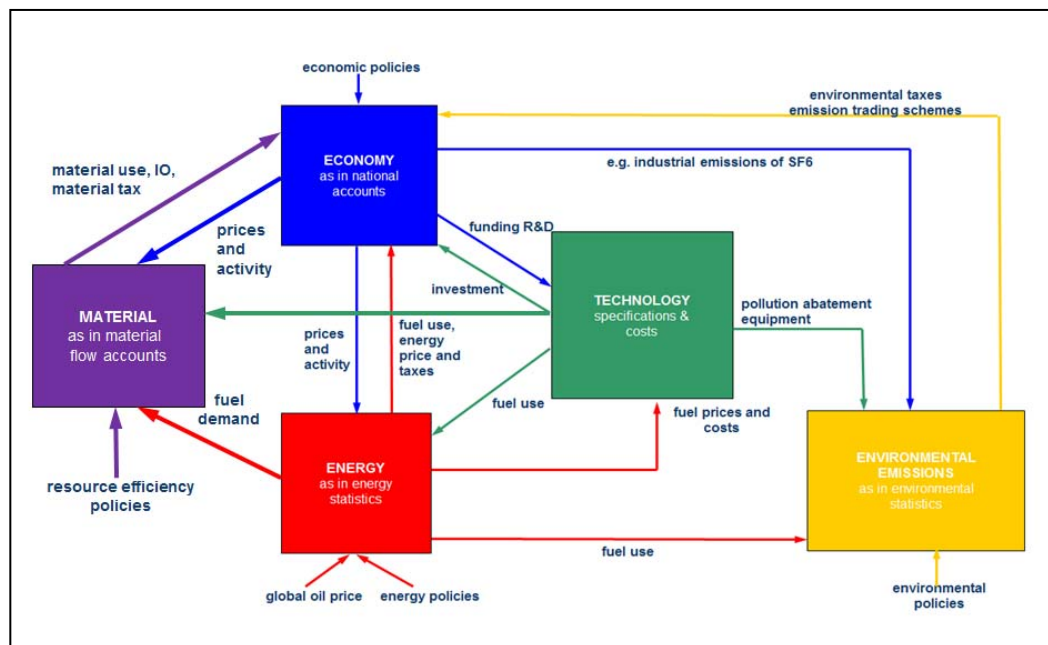 economic policies
environmental taxes
emission trading schemes
ECONOMY
as in national
accounts
material use, IO,
material tax
e.g. industrial emissions of SF6
prices
and
activity
funding R&D
investment
TECHNOLOGY
specifications &
costs
pollution abatement
equipment
MATERIAL
as in material
flow accounts
prices
and
activity
fuel use,
energy
price and
taxes
fuel
demand
fuel use
fuel prices and
costs
ENERGY
as in energy
statistics
ENVIRONMENTAL
EMISSIONS
as in environmental
statistics
resource efficiency
policies
fuel use
global oil price
energy policies
environmental
policies